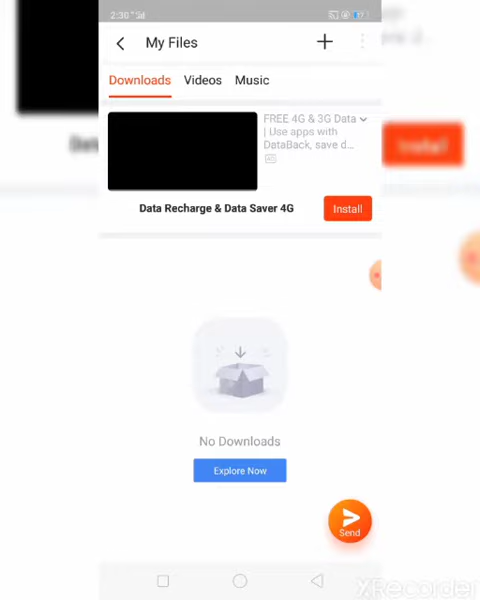 2:30
My Files
Downloads Videos Music
FREE 4G & 3G Data
| Use apps with
DataBack, save d...
AD
Data Recharge & Data Saver 4G
Install
Install
No Downloads
Explore Now
Send
XRecorder